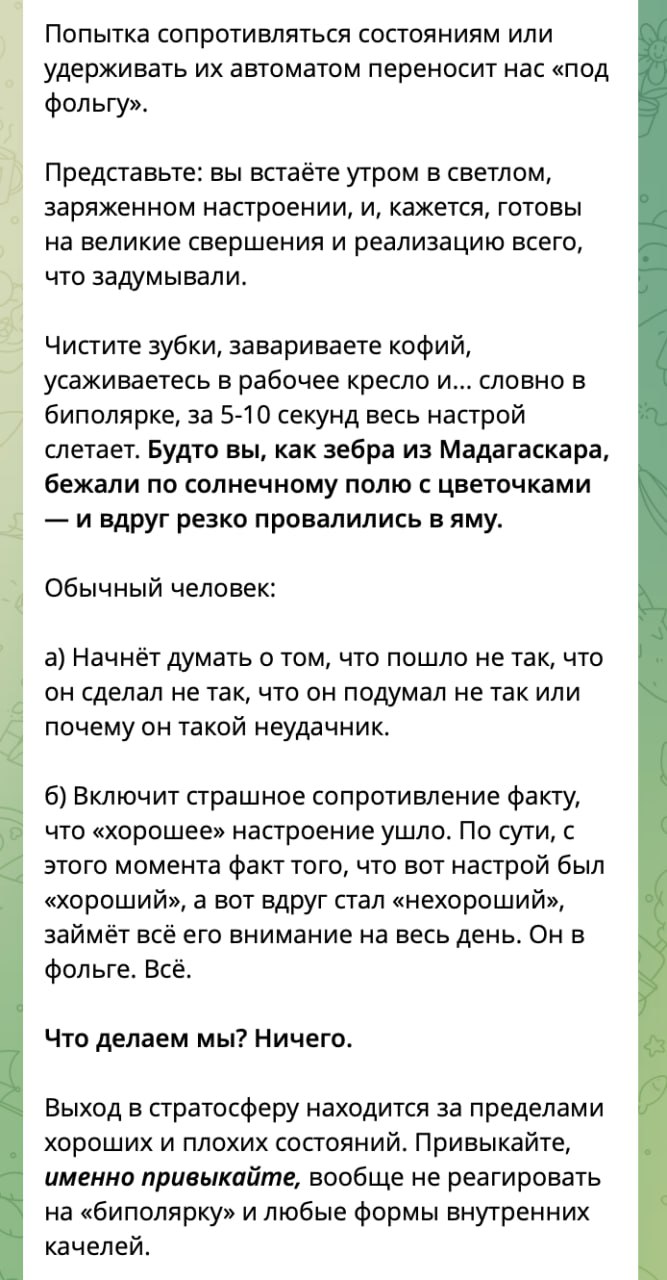 Попытка сопротивляться состояниям или
удерживать их автоматом переносит нас «под
фольгу».
Представьте: вы встаёте утром в светлом,
заряженном настроении, и, кажется, готовы
на великие свершения и реализацию всего,
что задумывали.
Чистите зубки, завариваете кофий,
усаживаетесь в рабочее кресло и... словно в
биполярке, за 5-10 секунд весь настрой
слетает. Будто вы, как зебра из Мадагаскара,
бежали по солнечному полю с цветочками
— и вдруг резко провалились в яму.
Обычный человек:
а) Начнёт думать о том, что пошло не так, что
он сделал не так, что он подумал не так или
почему он такой неудачник.
б) Включит страшное сопротивление факту,
что «хорошее» настроение ушло. По сути, с
этого момента факт того, что вот настрой был
«хороший», а вот вдруг стал «нехороший»,
займёт всё его внимание на весь день. Он в
фольге. Всё.
Что делаем мы? Ничего.
Выход в стратосферу находится за пределами
хороших и плохих состояний. Привыкайте,
именно привыкайте, вообще не реагировать
на «биполярку» и любые формы внутренних
качелей.